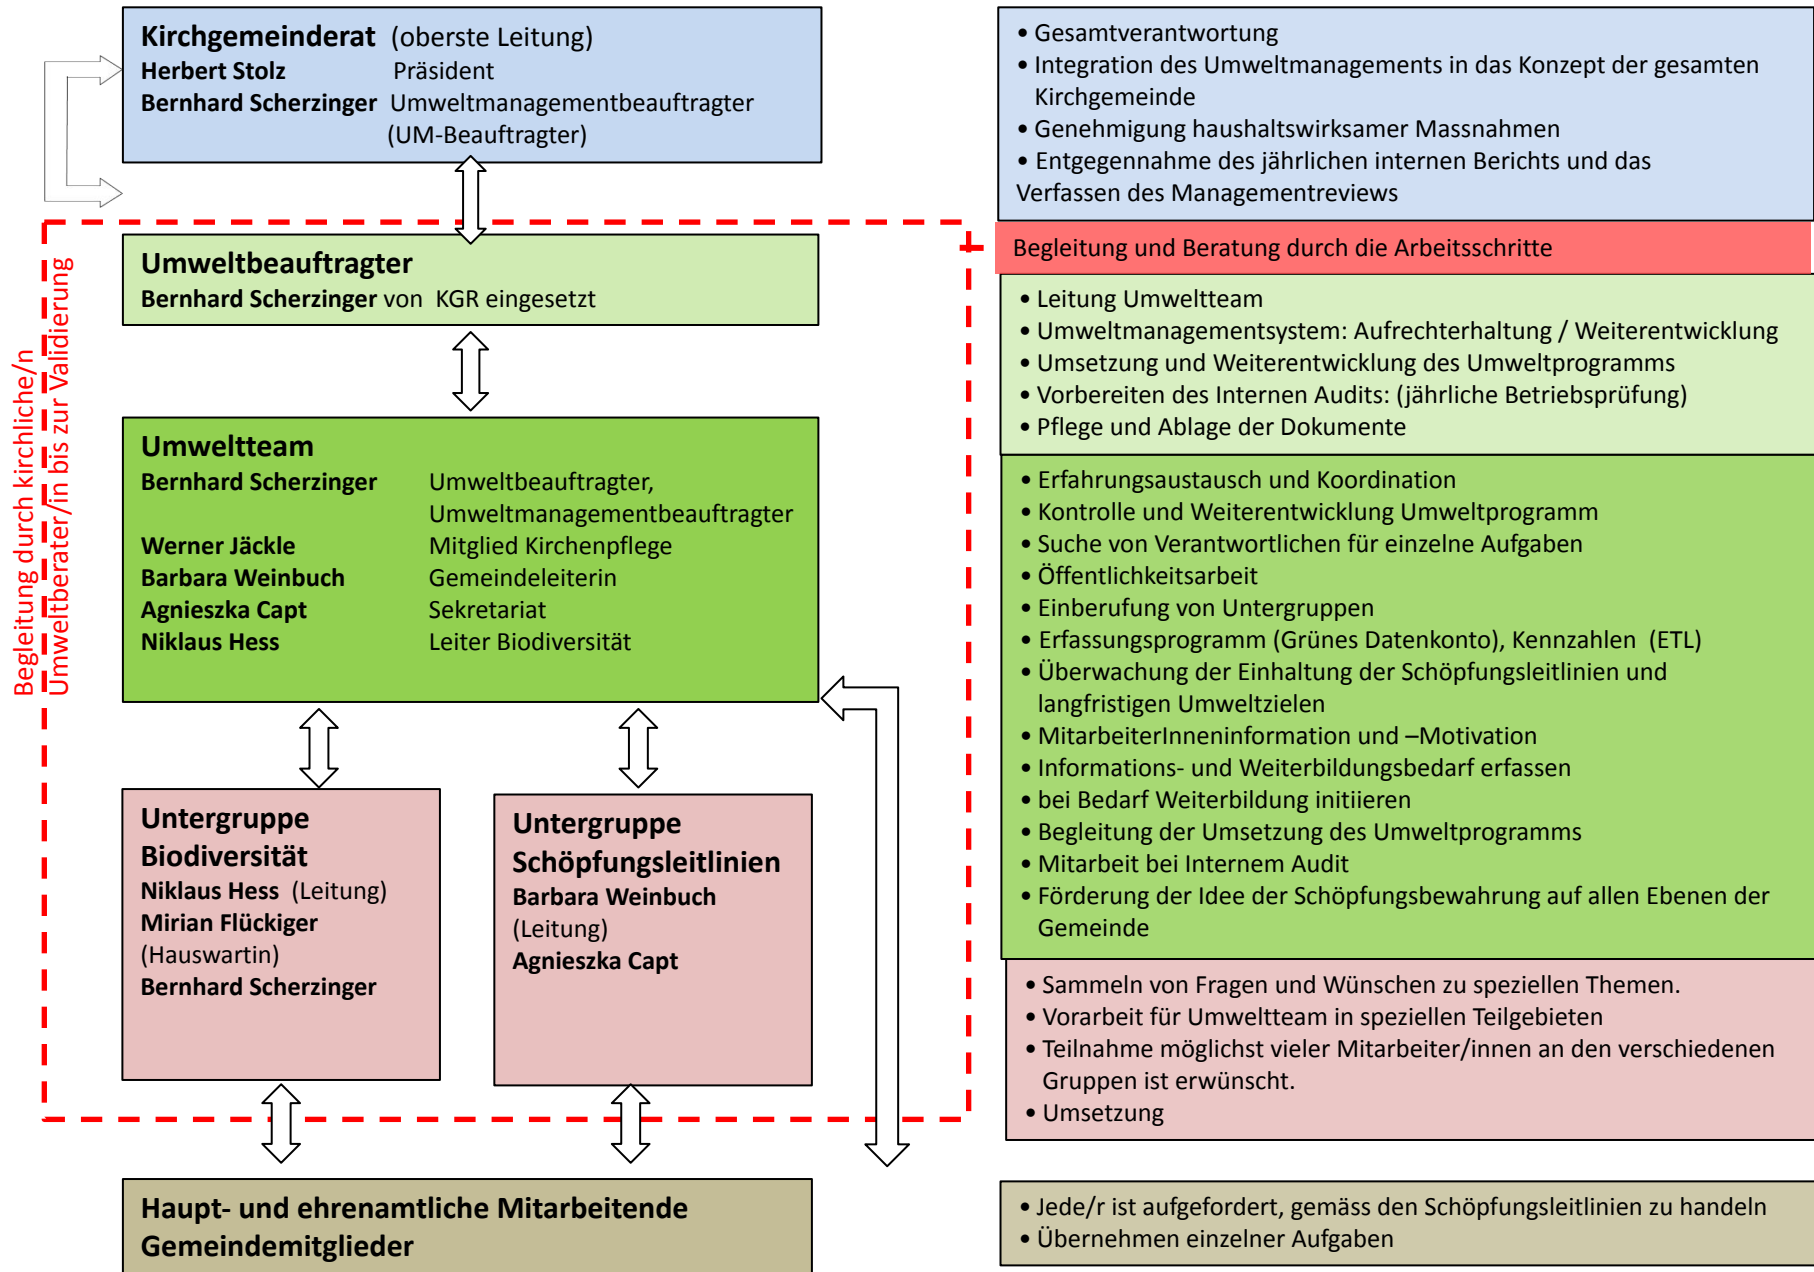 Kirchgemeinderat (oberste Leitung)
Herbert Stolz Präsident
Bernhard Scherzinger Umweltmanagementbeauftragter
(UM-Beauftragter)
• Gesamtverantwortung
• Integration des Umweltmanagements in das Konzept der gesamten
Kirchgemeinde
• Genehmigung haushaltswirksamer Massnahmen
• Entgegennahme des jährlichen internen Berichts und das
Verfassen des Managementreviews
Begleitung durch kirchliche/n
Umweltberater/in bis zur Validierung
Begleitung und Beratung durch die Arbeitsschritte
Umweltbeauftragter
Bernhard Scherzinger von KGR eingesetzt
• Leitung Umweltteam
• Umweltmanagementsystem: Aufrechterhaltung / Weiterentwicklung
• Umsetzung und Weiterentwicklung des Umweltprogramms
• Vorbereiten des Internen Audits: (jährliche Betriebsprüfung)
• Pflege und Ablage der Dokumente
Umweltteam
Bernhard Scherzinger Umweltbeauftragter,
Umweltmanagementbeauftragter
Werner Jäckle Mitglied Kirchenpflege
Barbara Weinbuch Gemeindeleiterin
Agnieszka Capt Sekretariat
Niklaus Hess Leiter Biodiversität
• Erfahrungsaustausch und Koordination
• Kontrolle und Weiterentwicklung Umweltprogramm
• Suche von Verantwortlichen für einzelne Aufgaben
• Öffentlichkeitsarbeit
• Einberufung von Untergruppen
• Erfassungsprogramm (Grünes Datenkonto), Kennzahlen (ETL)
• Überwachung der Einhaltung der Schöpfungsleitlinien und
langfristigen Umweltzielen
• MitarbeiterInneninformation und –Motivation
• Informations- und Weiterbildungsbedarf erfassen
• bei Bedarf Weiterbildung initiieren
• Begleitung der Umsetzung des Umweltprogramms
• Mitarbeit bei Internem Audit
• Förderung der Idee der Schöpfungsbewahrung auf allen Ebenen der
Gemeinde
Untergruppe
Biodiversität
Niklaus Hess (Leitung)
Mirian Flückiger
(Hauswartin)
Bernhard Scherzinger
Untergruppe
Schöpfungsleitlinien
Barbara Weinbuch
(Leitung)
Agnieszka Capt
• Sammeln von Fragen und Wünschen zu speziellen Themen.
• Vorarbeit für Umweltteam in speziellen Teilgebieten
• Teilnahme möglichst vieler Mitarbeiter/innen an den verschiedenen
Gruppen ist erwünscht.
• Umsetzung
Haupt- und ehrenamtliche Mitarbeitende
Gemeindemitglieder
• Jede/r ist aufgefordert, gemäss den Schöpfungsleitlinien zu handeln
• Übernehmen einzelner Aufgaben